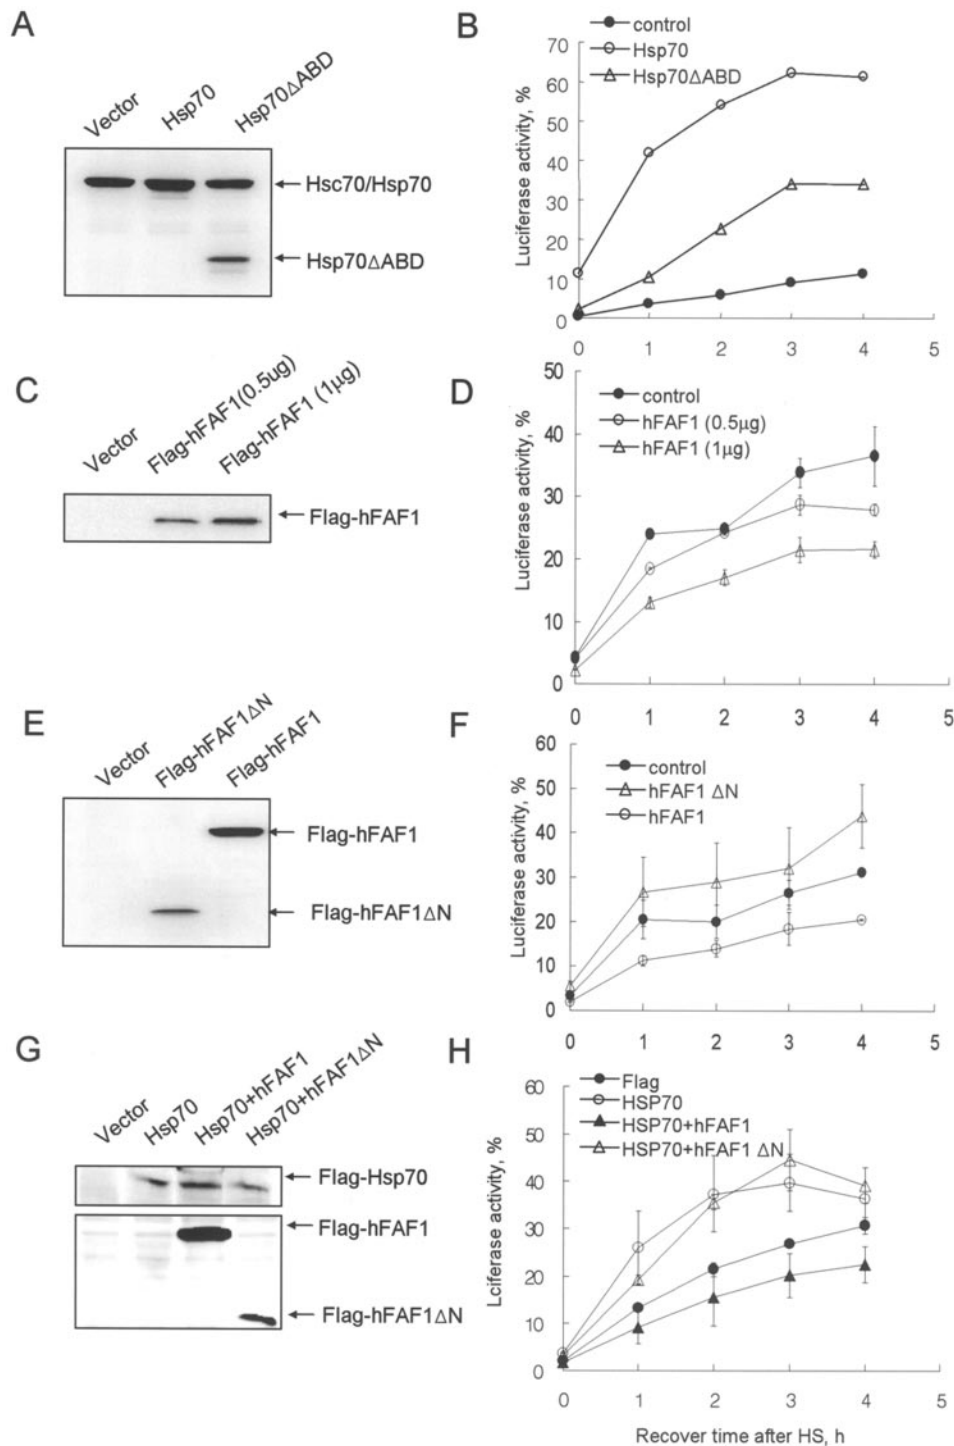 A
Vector
Hsp70
Hsp70ΔABD
Hsc70/Hsp70
Hsp70ΔABD
B
control
Hsp70
Hsp70ΔABD
Luciferase activity, %
70
60
50
40
30
20
10
0
0 1 2 3 4 5
C
Vector
Flag-hFAF1(0.5ug)
Flag-hFAF1 (1μg)
Flag-hFAF1
D
control
hFAF1 (0.5μg)
hFAF1 (1μg)
Luciferase activity, %
50
40
30
20
10
0
0 1 2 3 4 5
E
Vector
Flag-hFAF1ΔN
Flag-hFAF1
Flag-hFAF1
Flag-hFAF1ΔN
F
control
hFAF1 ΔN
hFAF1
Luciferase activity, %
60
50
40
30
20
10
0
0 1 2 3 4 5
G
Vector
Hsp70
Hsp70+hFAF1
Hsp70+hFAF1ΔN
Flag-Hsp70
Flag-hFAF1
Flag-hFAF1ΔN
H
Flag
HSP70
HSP70+hFAF1
HSP70+hFAF1 ΔN
Lciferase activity, %
60
50
40
30
20
10
0
0 1 2 3 4 5
Recover time after HS, h